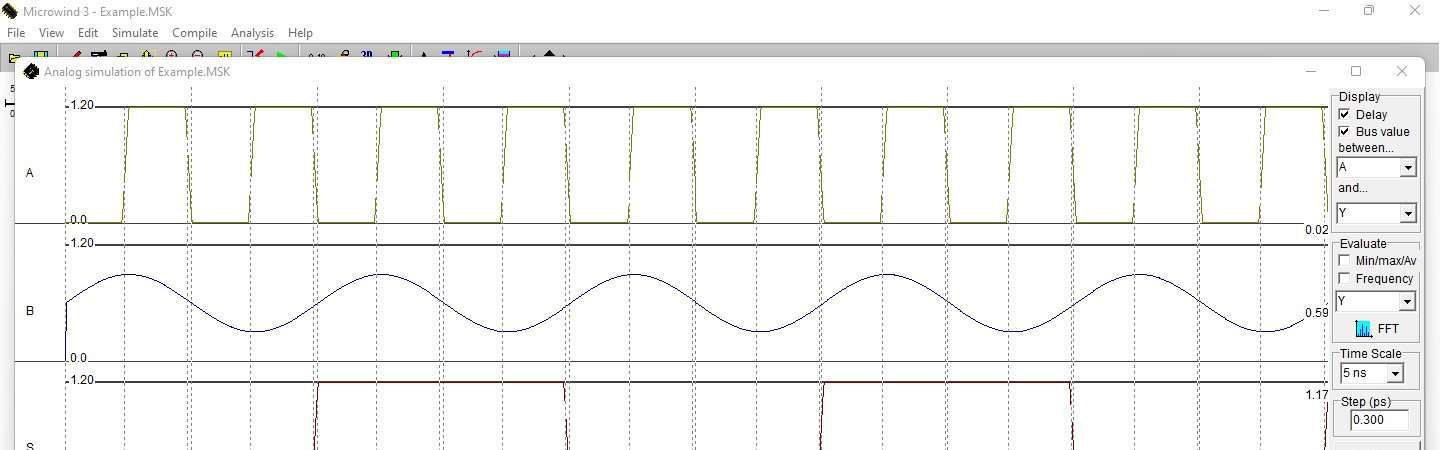 Microwind 3 - Example.MSK
File View Edit Simulate Compile Analysis Help
Analog simulation of Example.MSK
5
0
1.20
A
0.0
0.02
1.20
B
0.59
0.0
1.20
1.17
S
Display
Delay
Bus value
between...
A
and...
Y
Evaluate
Min/max/Av
Frequency
Y
FFT
Time Scale
5 ns
Step (ps)
0.300